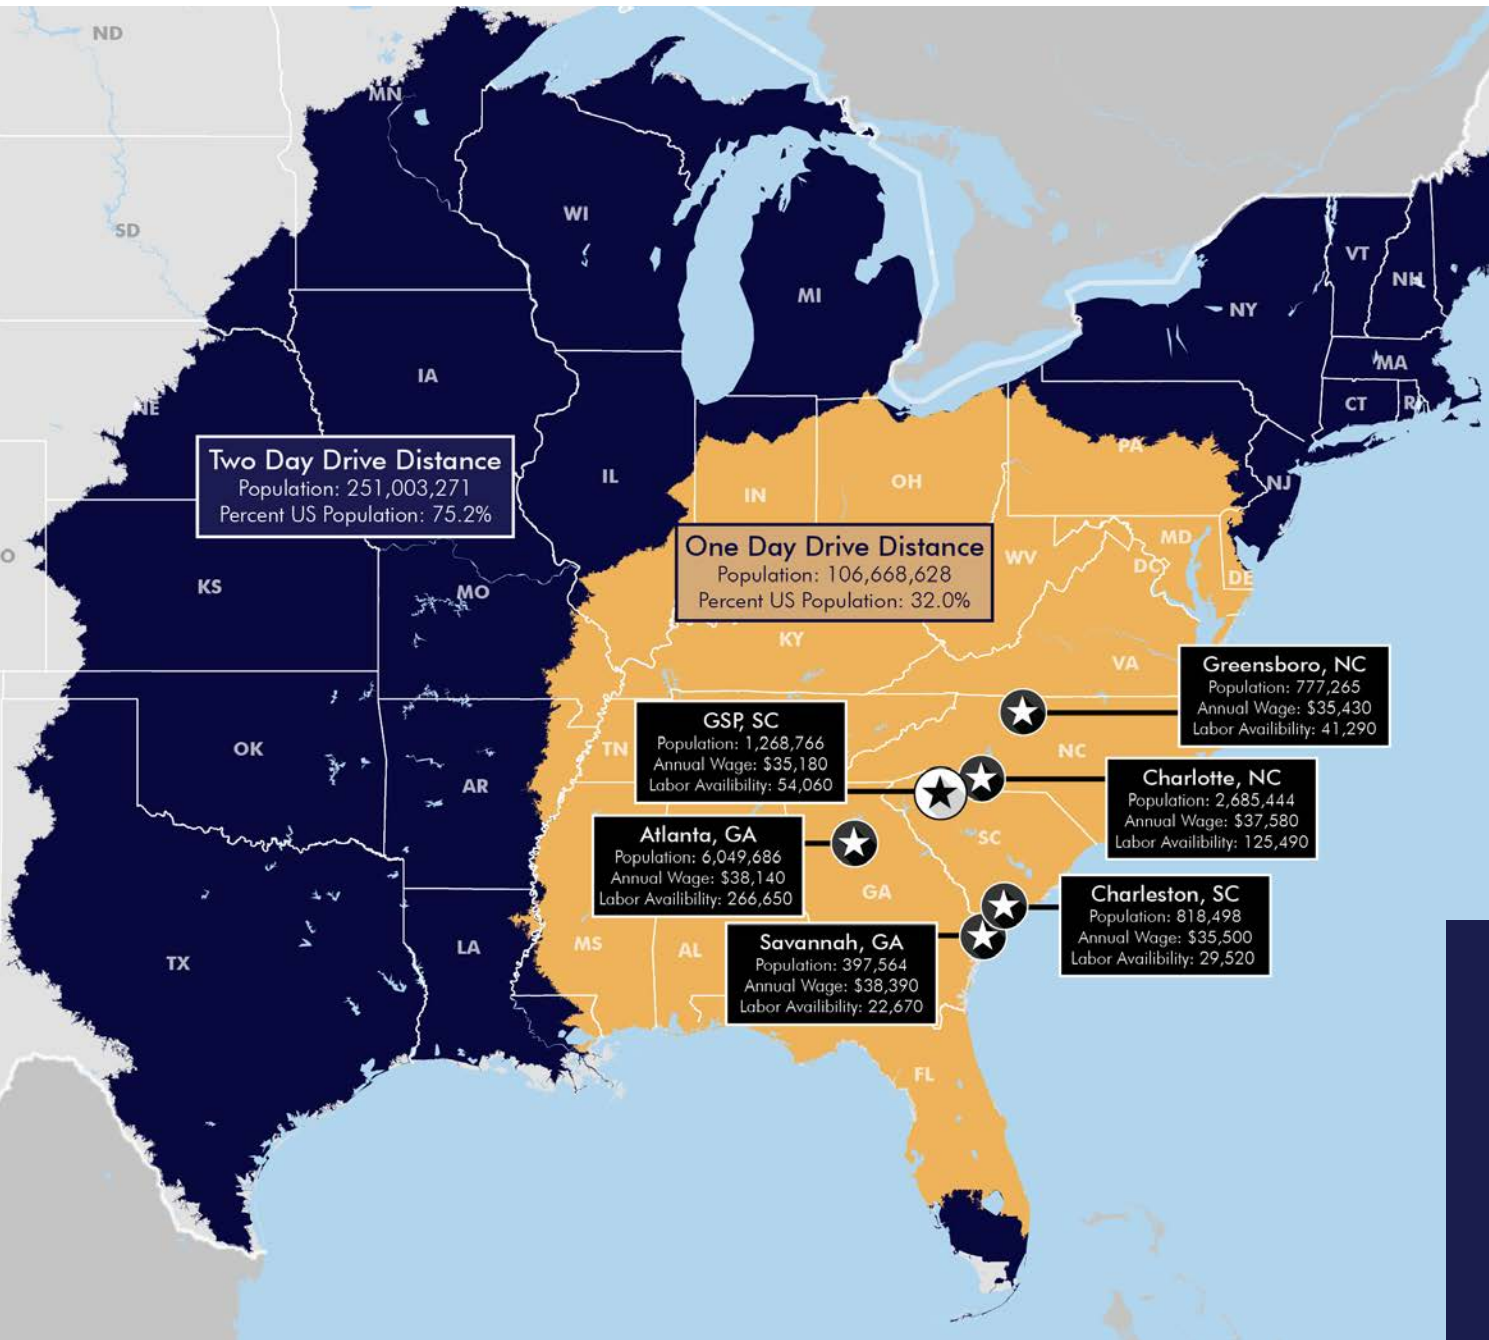 ND
MN
SD
WI
MI
VT
NH
NY
MA
CT
RI
IA
NE
Two Day Drive Distance
Population: 251,003,271
Percent US Population: 75.2%
IL
IN
OH
PA
NJ
One Day Drive Distance
Population: 106,668,628
Percent US Population: 32.0%
WV
MD
DC
DE
O
KS
MO
KY
VA
Greensboro, NC
Population: 777,265
Annual Wage: $35,430
Labor Availibility: 41,290
GSP, SC
Population: 1,268,766
Annual Wage: $35,180
Labor Availibility: 54,060
TN
NC
OK
AR
Charlotte, NC
Population: 2,685,444
Annual Wage: $37,580
Labor Availibility: 125,490
Atlanta, GA
Population: 6,049,686
Annual Wage: $38,140
Labor Availibility: 266,650
SC
GA
Charleston, SC
Population: 818,498
Annual Wage: $35,500
Labor Availibility: 29,520
TX
LA
MS
AL
Savannah, GA
Population: 397,564
Annual Wage: $38,390
Labor Availibility: 22,670
FL